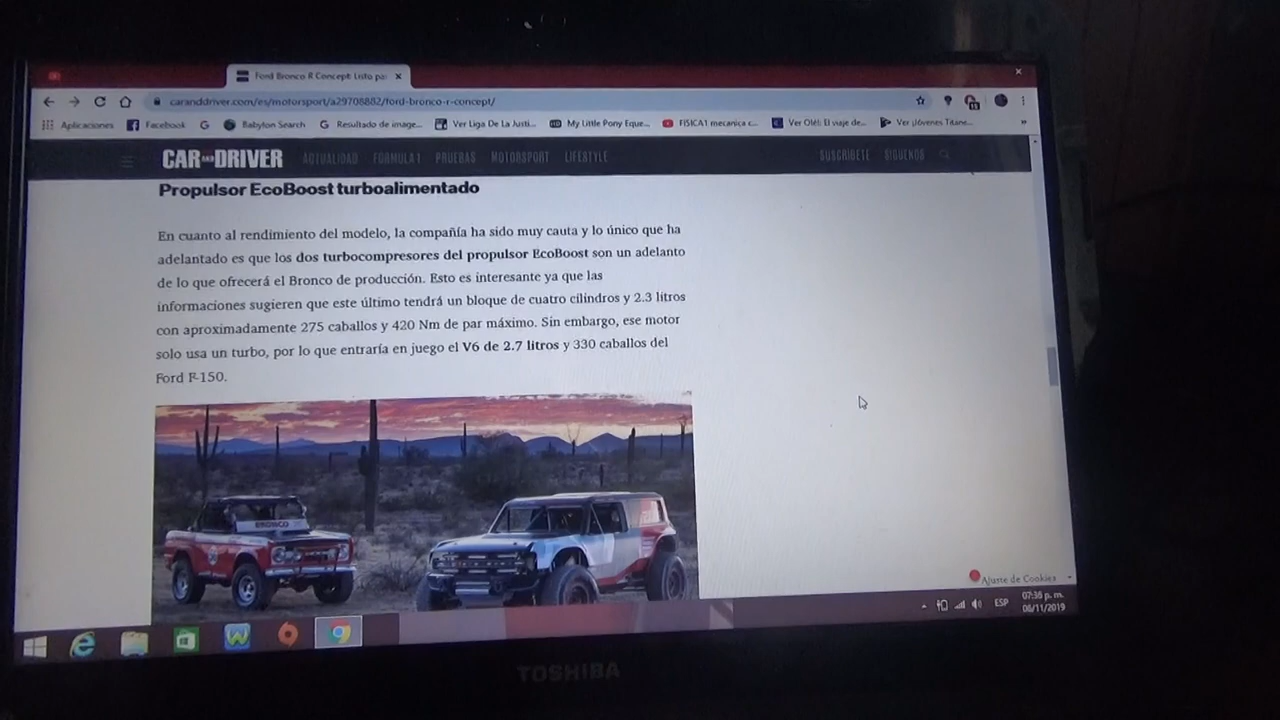 Ford Bronco R Concept: Listo pa
caranddriver.com/es/motorsport/a29708882/ford-bronco-r-concept/
Aplicaciones Facebook G Babylon Search Resultado de image... Ver Liga De La Justi... My Little Pony Eque... FISICA1 mecanica c... Ver Olé!: El viaje de... Ver ¡Jóvenes Titane... »
CAR AND DRIVER ACTUALIDAD FÓRMULA 1 PRUEBAS MOTORSPORT LIFESTYLE SUSCRÍBETE SÍGUENOS
Propulsor EcoBoost turboalimentado
En cuanto al rendimiento del modelo, la compañía ha sido muy cauta y lo único que ha
adelantado es que los dos turbocompresores del propulsor EcoBoost son un adelanto
de lo que ofrecerá el Bronco de producción. Esto es interesante ya que las
informaciones sugieren que este último tendrá un bloque de cuatro cilindros y 2.3 litros
con aproximadamente 275 caballos y 420 Nm de par máximo. Sin embargo, ese motor
solo usa un turbo, por lo que entraría en juego el V6 de 2.7 litros y 330 caballos del
Ford F-150.
BRONCO
Ajuste de Cookies
ESP
07:36 p. m.
06/11/2019
TOSHIBA